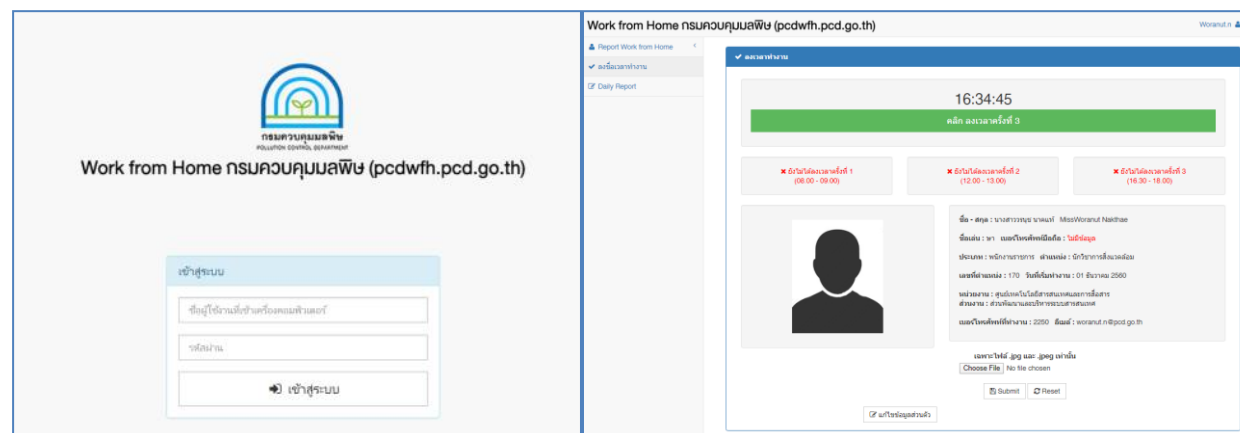 กรมควบคุมมลพิษ
POLLUTION CONTROL DEPARTMENT
Work from Home กรมควบคุมมลพิษ (pcdwfh.pcd.go.th)
เข้าสู่ระบบ
ชื่อผู้ใช้งานที่เข้าเครื่องคอมพิวเตอร์
รหัสผ่าน
เข้าสู่ระบบ
Work from Home กรมควบคุมมลพิษ (pcdwfh.pcd.go.th)
Woranut.n
Report Work from Home
ลงชื่อเวลาทำงาน
Daily Report
ลงเวลาทำงาน
16:34:45
คลิก ลงเวลาครั้งที่ 3
ยังไม่ได้ลงเวลาครั้งที่ 1
(06.00 - 09.00)
ยังไม่ได้ลงเวลาครั้งที่ 2
(12.00 - 13.00)
ยังไม่ได้ลงเวลาครั้งที่ 3
(16.30 - 18.00)
ชื่อ - สกุล : นางสาววรนุช นาคแท้ MissWoranut Nakthae
ชื่อเล่น : นา เบอร์โทรศัพท์มือถือ : ไม่มีข้อมูล
ประเภท : พนักงานราชการ ตำแหน่ง : นักวิชาการสิ่งแวดล้อม
เลขที่ตำแหน่ง : 170 วันที่เริ่มทำงาน : 01 ธันวาคม 2560
หน่วยงาน : ศูนย์เทคโนโลยีสารสนเทศและการสื่อสาร
ส่วนงาน : ส่วนพัฒนาและบริหารระบบสารสนเทศ
เบอร์โทรศัพท์ที่ทำงาน : 2250 อีเมล์ : woranut.n@pcd.go.th
เฉพาะไฟล์ .jpg และ .jpeg เท่านั้น
Choose File No file chosen
Submit Reset
แก้ไขข้อมูลส่วนตัว